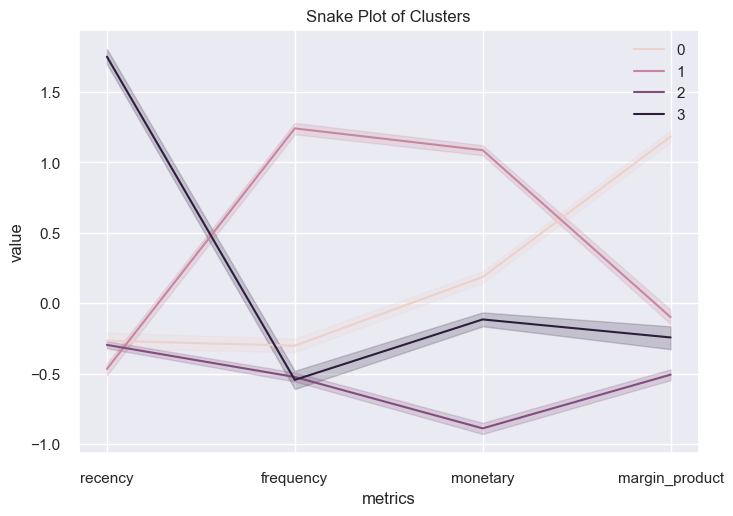 Snake Plot of Clusters
0
1
2
3
1.5
1.0
0.5
0.0
−0.5
−1.0
value
recency frequency monetary margin_product
metrics